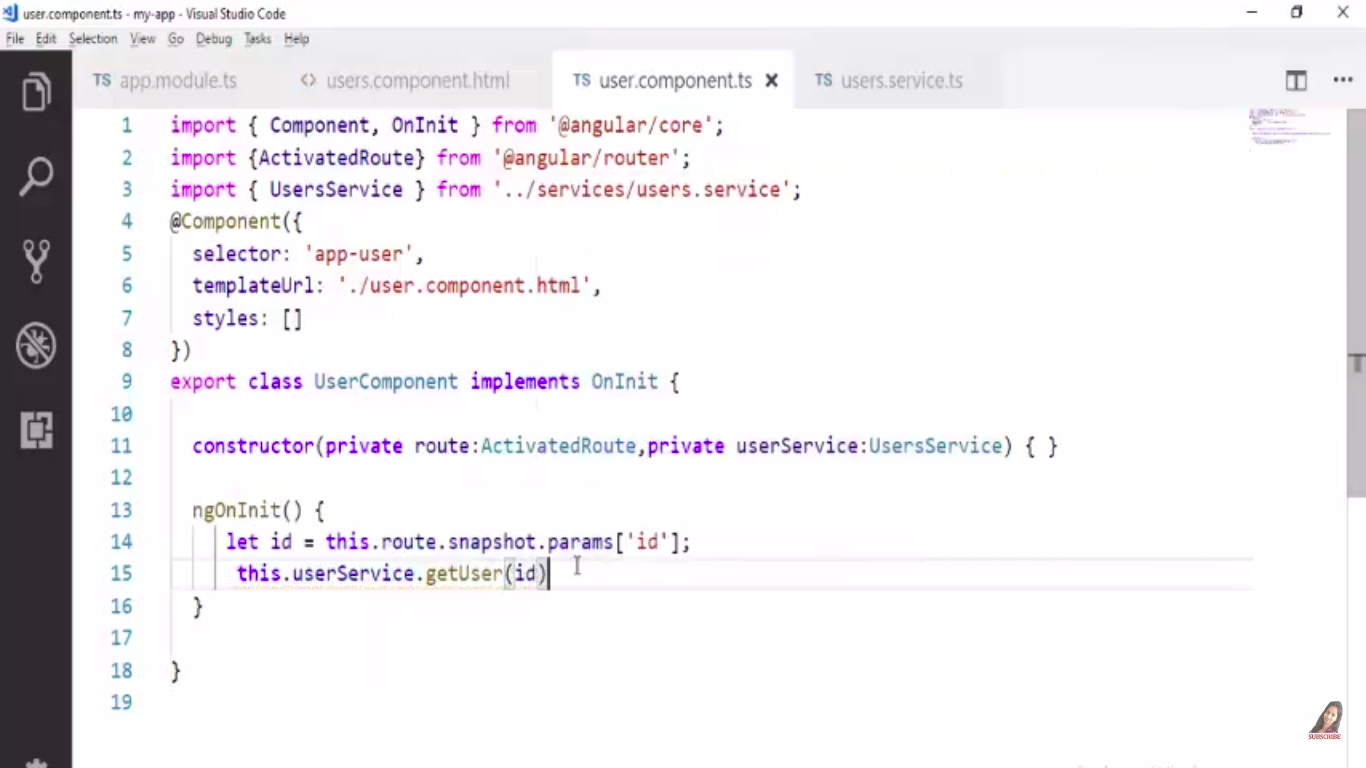 user.component.ts - my-app - Visual Studio Code
File Edit Selection View Go Debug Tasks Help
TS app.module.ts <> users.component.html TS user.component.ts TS users.service.ts
1 import { Component, OnInit } from '@angular/core';
2 import {ActivatedRoute} from '@angular/router';
3 import { UsersService } from '../services/users.service';
4 @Component({
5 selector: 'app-user',
6 templateUrl: './user.component.html',
7 styles: []
8 })
9 export class UserComponent implements OnInit {
10
11 constructor(private route:ActivatedRoute,private userService:UsersService) { }
12
13 ngOnInit() {
14 let id = this.route.snapshot.params['id'];
15 this.userService.getUser(id)
16 }
17
18 }
19
SUBSCRIBE